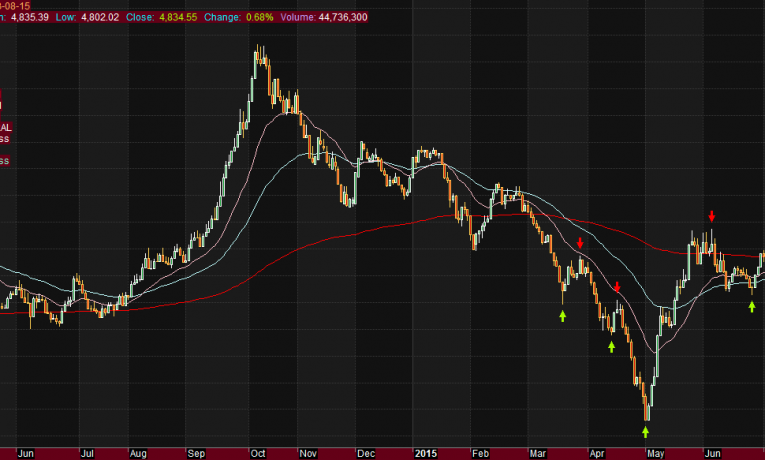 -08-15
n: 4,835.39 Low: 4,802.02 Close: 4,834.55 Change: 0.68% Volume: 44,736,300
AL
ss
ss
Jun Jul Aug Sep Oct Nov Dec 2015 Feb Mar Apr May Jun